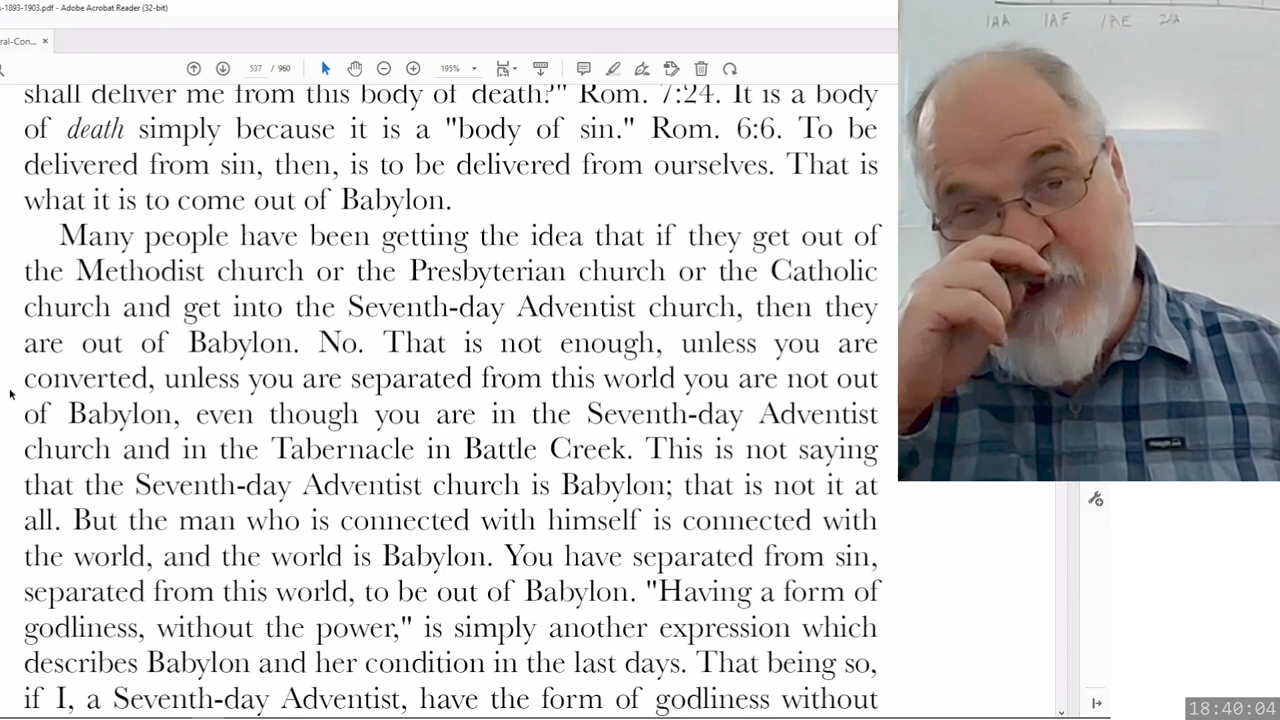 s-1893-1903.pdf - Adobe Acrobat Reader (32-bit)
1AA 1AF 1AE 2/A
ral-Con... ×
537 / 960 195%
shall deliver me from this body of death?" Rom. 7:24. It is a body
of death simply because it is a "body of sin." Rom. 6:6. To be
delivered from sin, then, is to be delivered from ourselves. That is
what it is to come out of Babylon.
Many people have been getting the idea that if they get out of
the Methodist church or the Presbyterian church or the Catholic
church and get into the Seventh-day Adventist church, then they
are out of Babylon. No. That is not enough, unless you are
converted, unless you are separated from this world you are not out
of Babylon, even though you are in the Seventh-day Adventist
church and in the Tabernacle in Battle Creek. This is not saying
that the Seventh-day Adventist church is Babylon; that is not it at
all. But the man who is connected with himself is connected with
the world, and the world is Babylon. You have separated from sin,
separated from this world, to be out of Babylon. "Having a form of
godliness, without the power," is simply another expression which
describes Babylon and her condition in the last days. That being so,
if I, a Seventh-day Adventist, have the form of godliness without
18:40:04